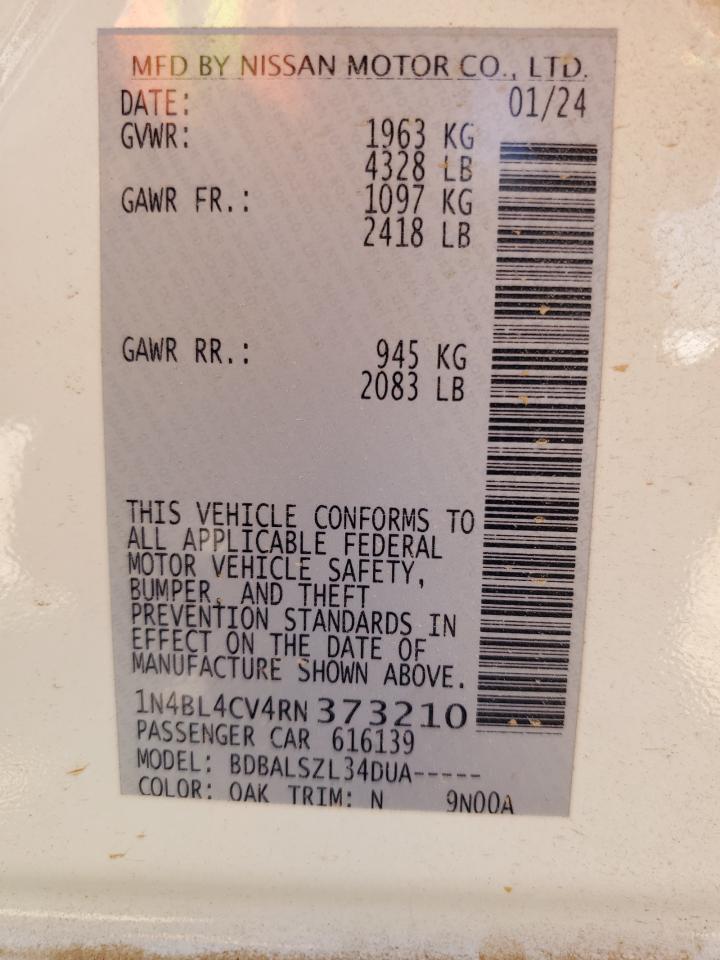 MFD BY NISSAN MOTOR CO., LTD.
DATE: 01/24
GVWR: 1963 KG
4328 LB
GAWR FR.: 1097 KG
2418 LB
GAWR RR.: 945 KG
2083 LB
THIS VEHICLE CONFORMS TO
ALL APPLICABLE FEDERAL
MOTOR VEHICLE SAFETY,
BUMPER, AND THEFT
PREVENTION STANDARDS IN
EFFECT ON THE DATE OF
MANUFACTURE SHOWN ABOVE.
1N4BL4CV4RN373210
PASSENGER CAR 616139
MODEL: BDBALSZL34DUA-----
COLOR: OAK TRIM: N 9N00A